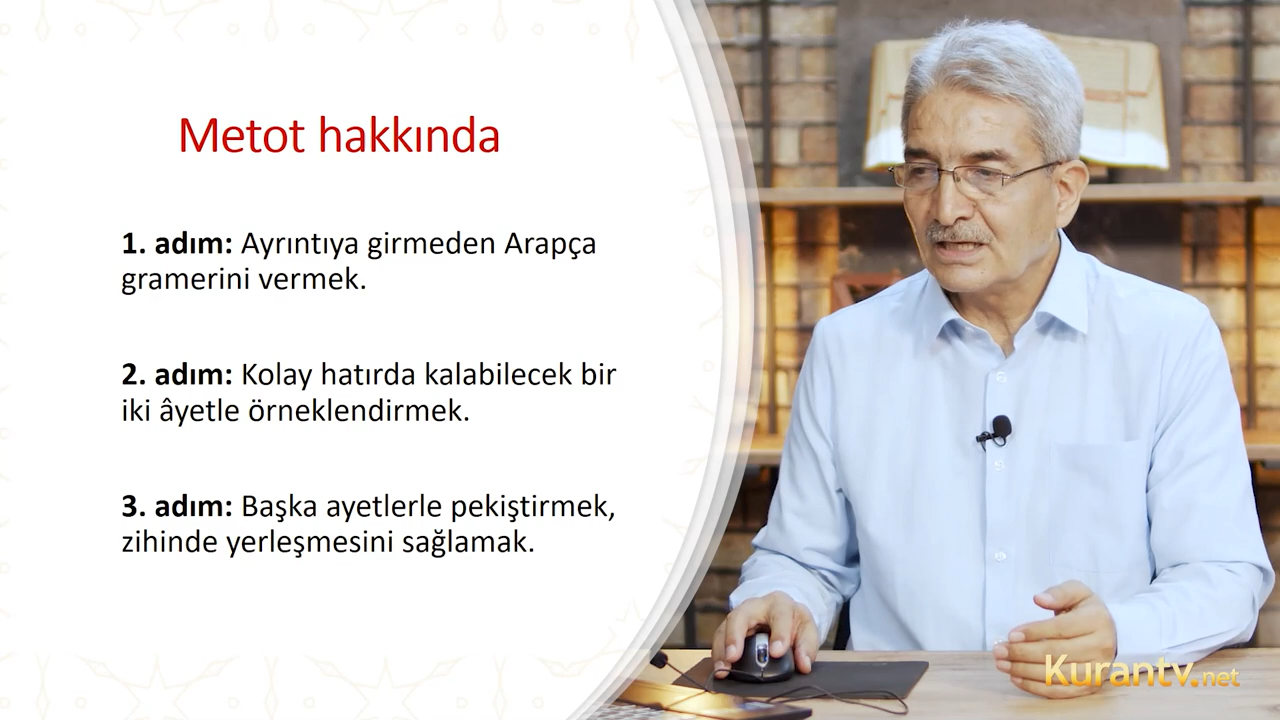 Metot hakkında
1. adım: Ayrıntıya girmeden Arapça
gramerini vermek.
2. adım: Kolay hatırda kalabilecek bir
iki âyetle örneklendirmek.
3. adım: Başka ayetlerle pekiştirmek,
zihinde yerleşmesini sağlamak.
Kurantv.net